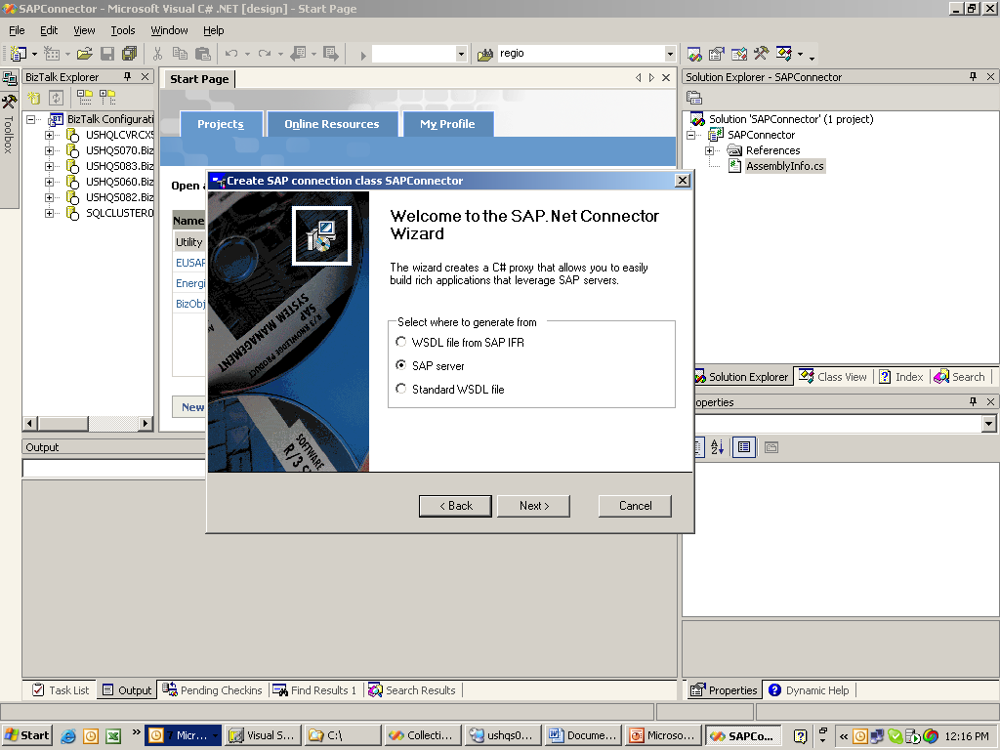 SAPConnector - Microsoft Visual C# .NET [design] - Start Page
File Edit View Tools Window Help
regio
BizTalk Explorer
Start Page
Solution Explorer - SAPConnector
Toolbox
BizTalk Configurati
USHQLCVRCX5
USHQS070.Biz
USHQS083.Biz
USHQS060.Biz
USHQS082.Biz
SQLCLUSTER0
Projects
Online Resources
My Profile
Open a
Name
Utility
EUSAP
Energi
BizObj
New
Solution 'SAPConnector' (1 project)
SAPConnector
References
AssemblyInfo.cs
Create SAP connection class SAPConnector
Welcome to the SAP.Net Connector
Wizard
The wizard creates a C# proxy that allows you to easily
build rich applications that leverage SAP servers.
Select where to generate from
WSDL file from SAP IFR
SAP server
Standard WSDL file
SAP
SYSTEM MANAGEMENT
R/3 KNOWLEDGE PRODUCT
SOFTWARE
R/3 S
< Back
Next >
Cancel
Solution Explorer
Class View
Index
Search
operties
Output
Task List
Output
Pending Checkins
Find Results 1
Search Results
Properties
Dynamic Help
Start
7 Micr...
Visual S...
C:\
Collecti...
ushqs0...
Docume...
Microso...
SAPCo...
12:16 PM